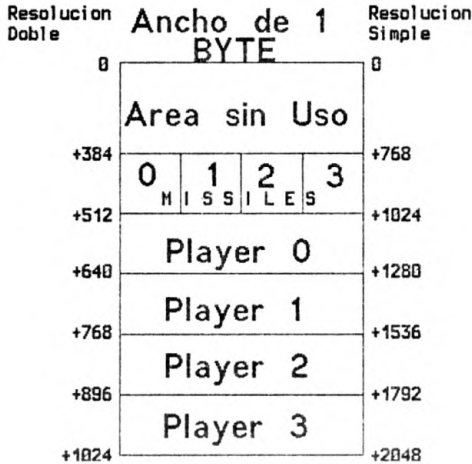 Resolucion Doble
Ancho de 1 BYTE
Resolucion Simple
0
0
Area sin Uso
+384
+768
0 1 2 3
MISSILES
+512
+1024
Player 0
+640
+1280
Player 1
+768
+1536
Player 2
+896
+1792
Player 3
+1024
+2048